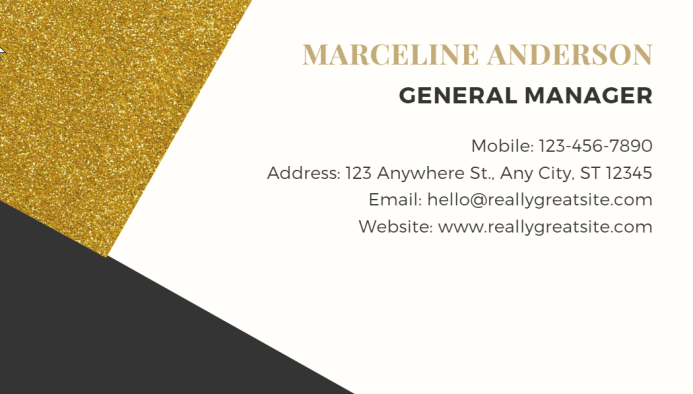 MARCELINE ANDERSON
GENERAL MANAGER
Mobile: 123-456-7890
Address: 123 Anywhere St., Any City, ST 12345
Email: hello@reallygreatsite.com
Website: www.reallygreatsite.com